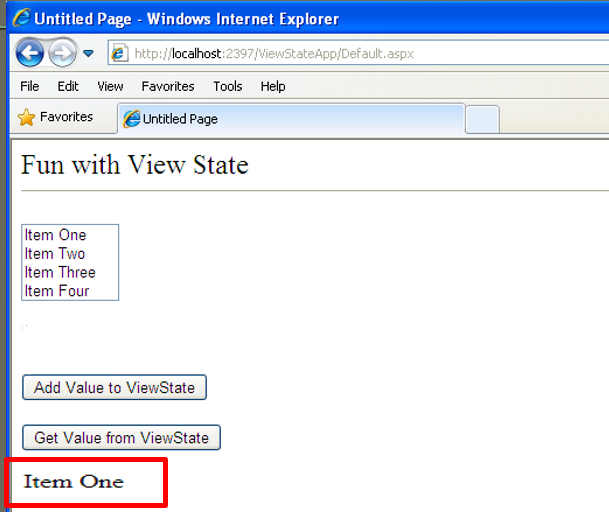 Untitled Page - Windows Internet Explorer
http://localhost:2397/ViewStateApp/Default.aspx
File Edit View Favorites Tools Help
Favorites Untitled Page
Fun with View State
Item One
Item Two
Item Three
Item Four
Add Value to ViewState
Get Value from ViewState
Item One